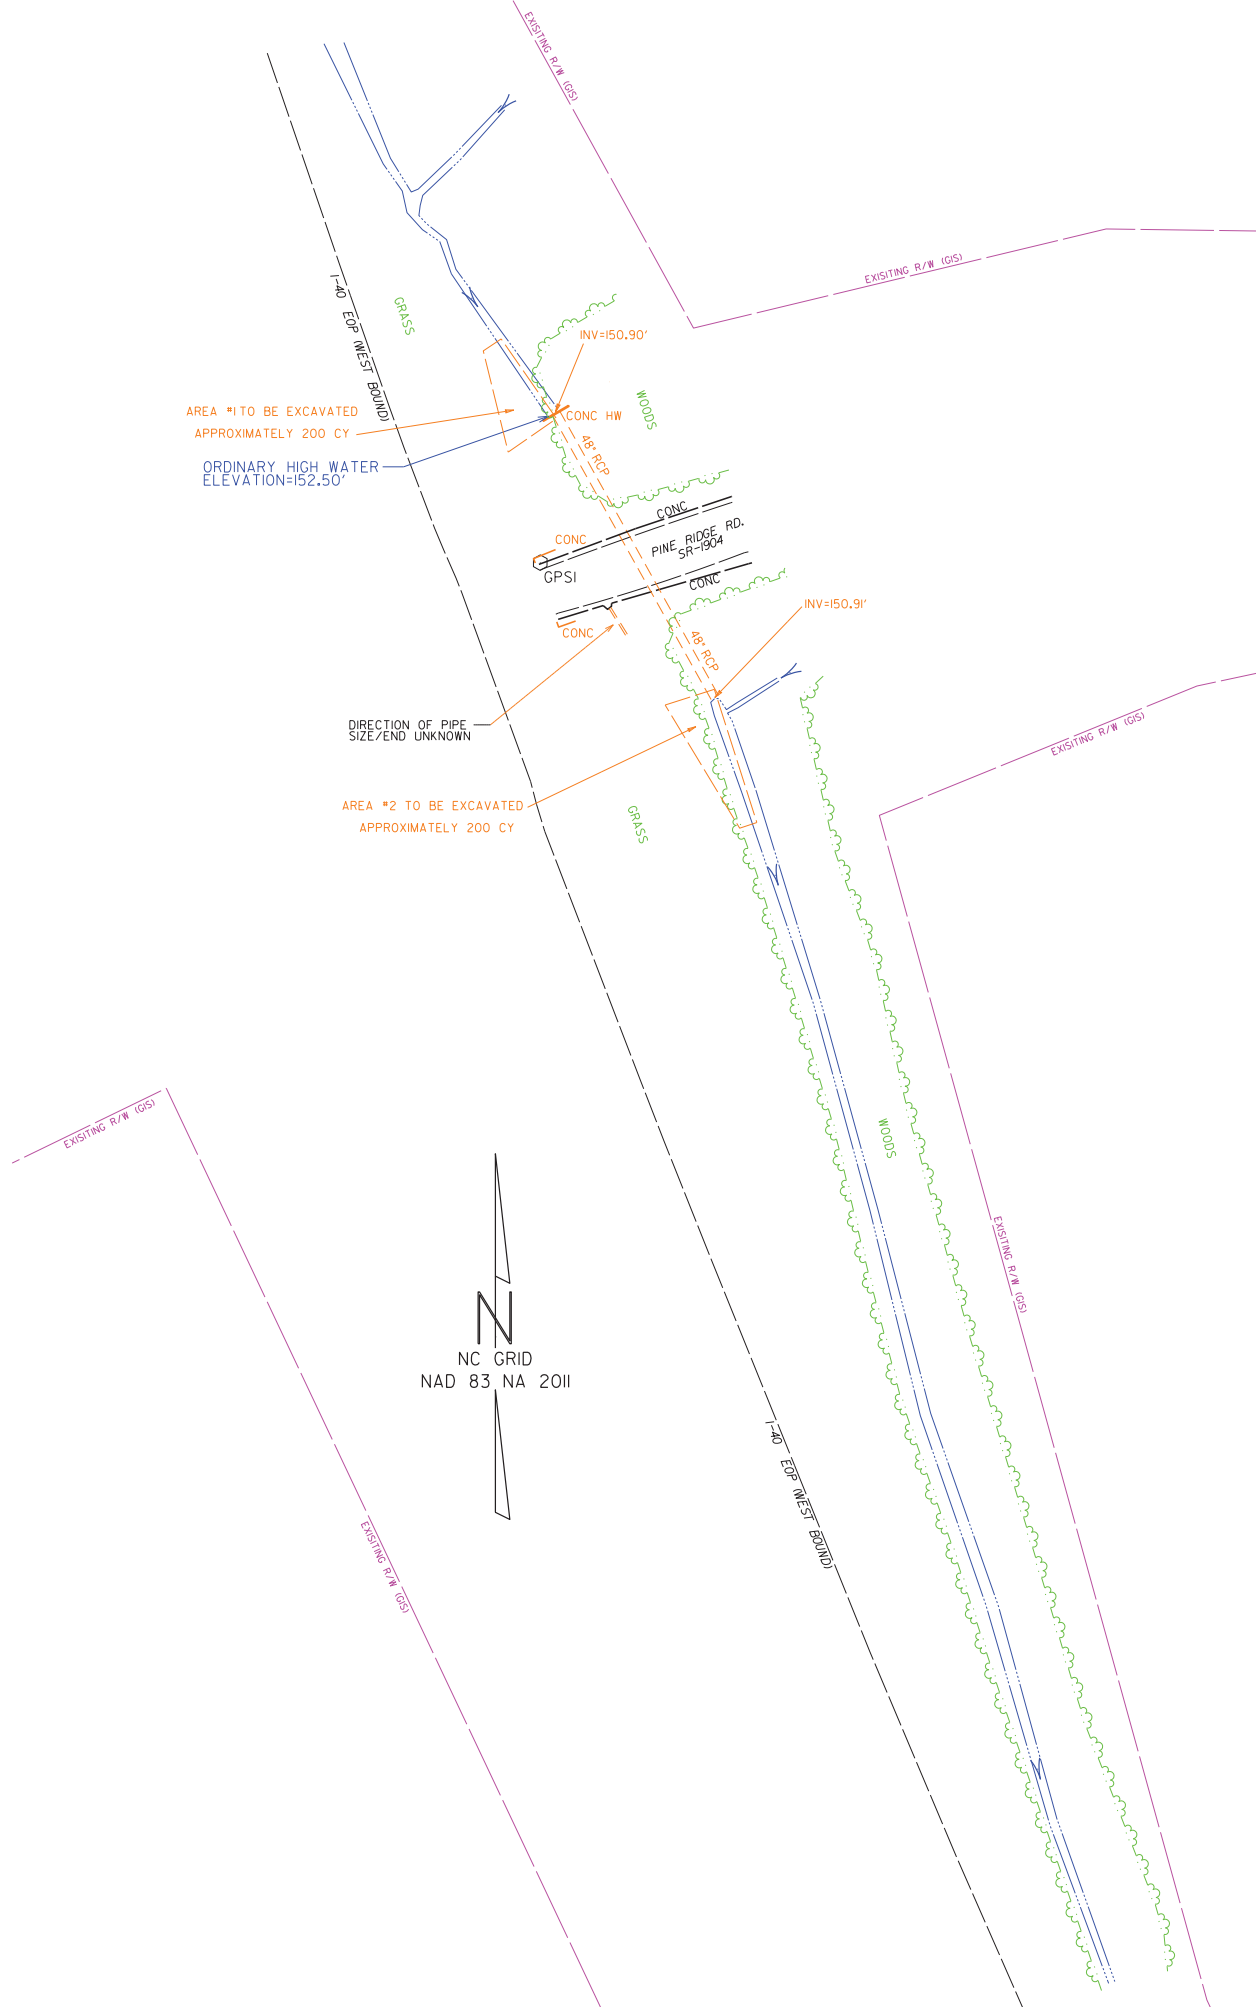 EXISITING R/W (GIS)
EXISITING R/W (GIS)
I-40 EOP (WEST BOUND)
GRASS
INV=150.90'
WOODS
AREA #1 TO BE EXCAVATED
APPROXIMATELY 200 CY
CONC HW
48" RCP
ORDINARY HIGH WATER
ELEVATION=152.50'
CONC
CONC
PINE RIDGE RD.
SR-1904
GPS1
CONC
CONC
INV=150.91'
48" RCP
DIRECTION OF PIPE
SIZE/END UNKNOWN
EXISITING R/W (GIS)
AREA #2 TO BE EXCAVATED
APPROXIMATELY 200 CY
GRASS
EXISITING R/W (GIS)
WOODS
EXISITING R/W (GIS)
N
NC GRID
NAD 83 NA 2011
I-40 EOP (WEST BOUND)
EXISITING R/W (GIS)